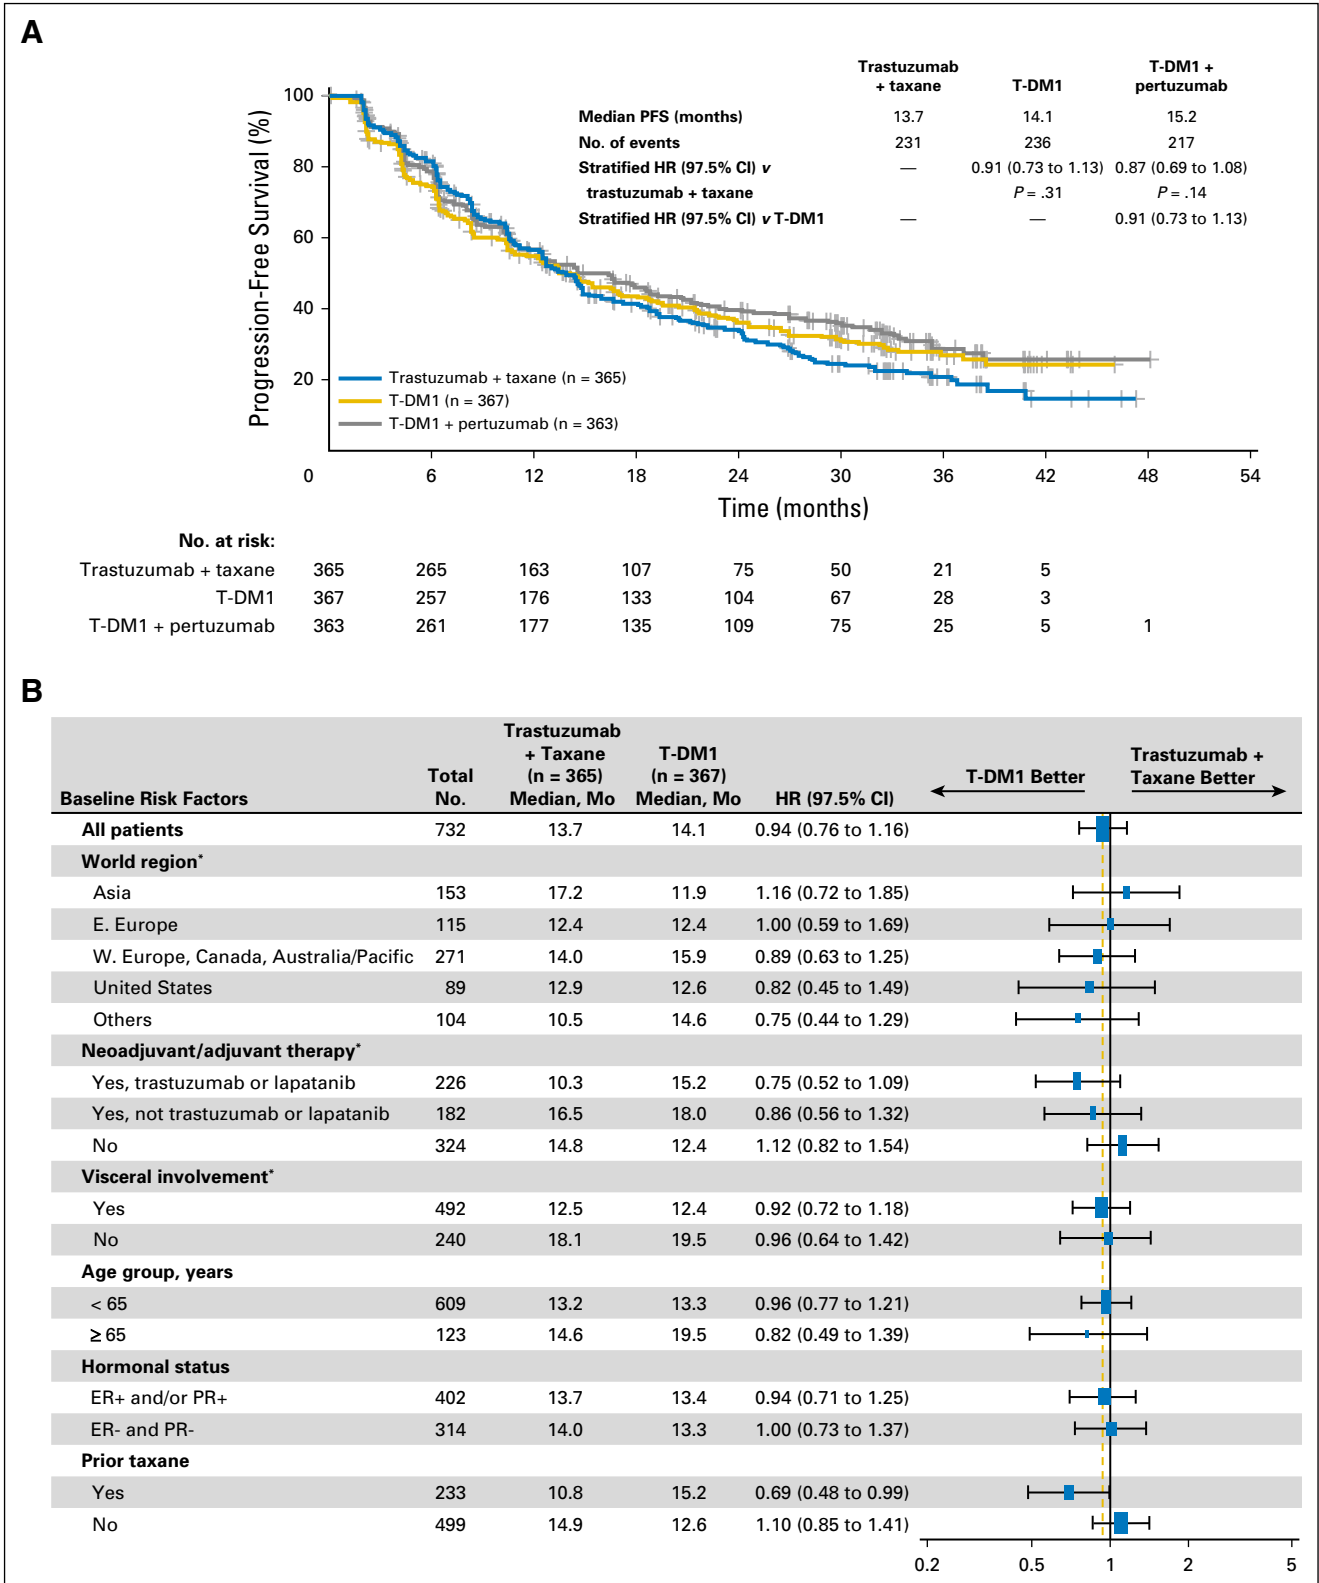 A
Trastuzumab + taxane T-DM1 T-DM1 + pertuzumab
Median PFS (months) 13.7 14.1 15.2
No. of events 231 236 217
Stratified HR (97.5% CI) v — 0.91 (0.73 to 1.13) 0.87 (0.69 to 1.08)
trastuzumab + taxane P = .31 P = .14
Stratified HR (97.5% CI) v T-DM1 — — 0.91 (0.73 to 1.13)
Progression-Free Survival (%)
100
80
60
40
20
Trastuzumab + taxane (n = 365)
T-DM1 (n = 367)
T-DM1 + pertuzumab (n = 363)
0 6 12 18 24 30 36 42 48 54
Time (months)
No. at risk:
Trastuzumab + taxane 365 265 163 107 75 50 21 5
T-DM1 367 257 176 133 104 67 28 3
T-DM1 + pertuzumab 363 261 177 135 109 75 25 5 1
B
Trastuzumab
+ Taxane T-DM1 Trastuzumab +
Total (n = 365) (n = 367) T-DM1 Better Taxane Better
Baseline Risk Factors No. Median, Mo Median, Mo HR (97.5% CI)
All patients 732 13.7 14.1 0.94 (0.76 to 1.16)
World region*
Asia 153 17.2 11.9 1.16 (0.72 to 1.85)
E. Europe 115 12.4 12.4 1.00 (0.59 to 1.69)
W. Europe, Canada, Australia/Pacific 271 14.0 15.9 0.89 (0.63 to 1.25)
United States 89 12.9 12.6 0.82 (0.45 to 1.49)
Others 104 10.5 14.6 0.75 (0.44 to 1.29)
Neoadjuvant/adjuvant therapy*
Yes, trastuzumab or lapatanib 226 10.3 15.2 0.75 (0.52 to 1.09)
Yes, not trastuzumab or lapatanib 182 16.5 18.0 0.86 (0.56 to 1.32)
No 324 14.8 12.4 1.12 (0.82 to 1.54)
Visceral involvement*
Yes 492 12.5 12.4 0.92 (0.72 to 1.18)
No 240 18.1 19.5 0.96 (0.64 to 1.42)
Age group, years
< 65 609 13.2 13.3 0.96 (0.77 to 1.21)
≥ 65 123 14.6 19.5 0.82 (0.49 to 1.39)
Hormonal status
ER+ and/or PR+ 402 13.7 13.4 0.94 (0.71 to 1.25)
ER- and PR- 314 14.0 13.3 1.00 (0.73 to 1.37)
Prior taxane
Yes 233 10.8 15.2 0.69 (0.48 to 0.99)
No 499 14.9 12.6 1.10 (0.85 to 1.41)
0.2 0.5 1 2 5